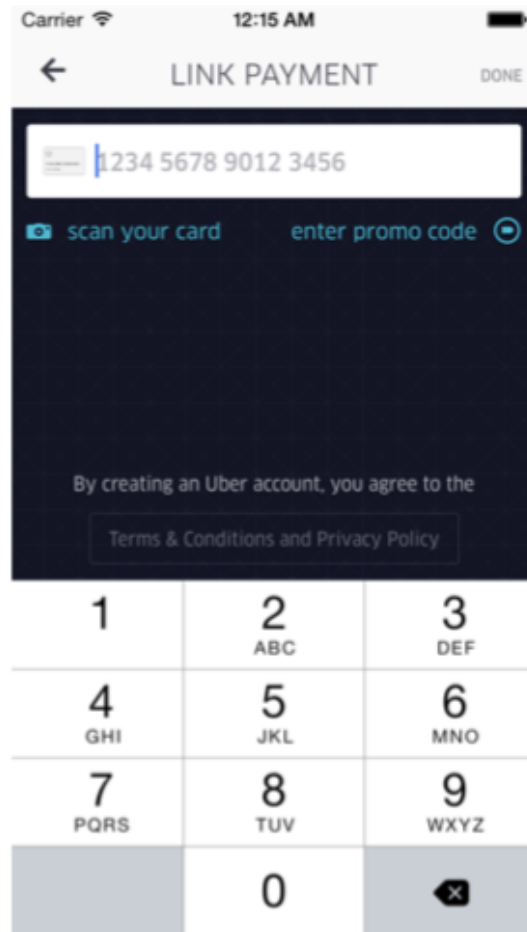 Carrier 12:15 AM
LINK PAYMENT DONE
1234 5678 9012 3456
scan your card enter promo code
By creating an Uber account, you agree to the
Terms & Conditions and Privacy Policy
1 2 3
ABC DEF
4 5 6
GHI JKL MNO
7 8 9
PQRS TUV WXYZ
0